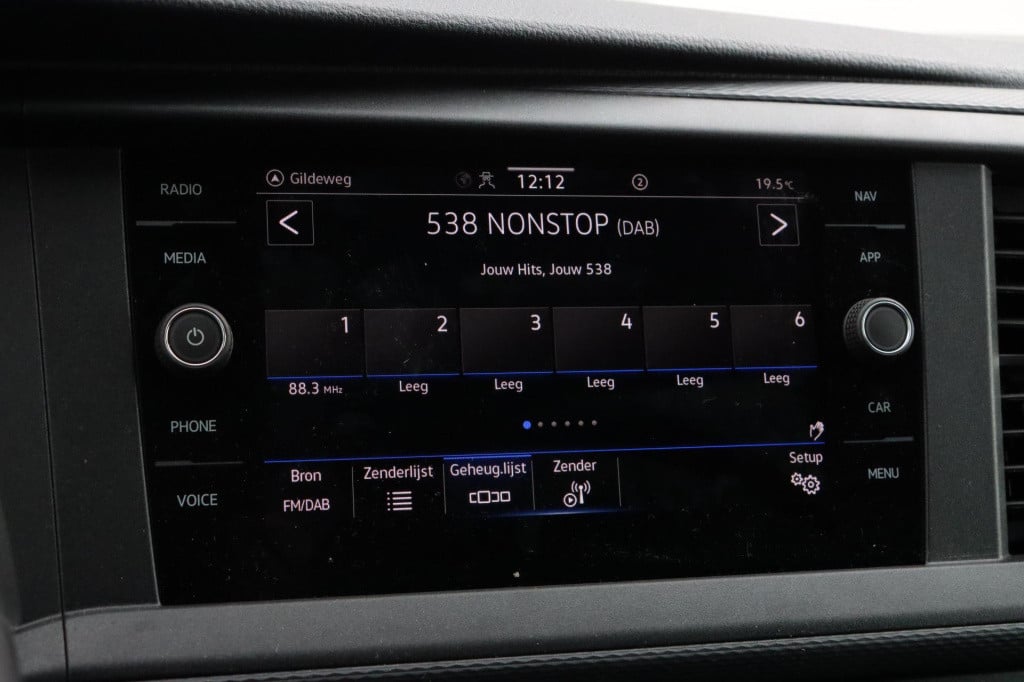 RADIO
MEDIA
PHONE
VOICE
Gildeweg
12:12
2
19.5°C
<
538 NONSTOP (DAB)
>
Jouw Hits, Jouw 538
1 2 3 4 5 6
88.3 MHz Leeg Leeg Leeg Leeg Leeg
Bron Zenderlijst Geheug.lijst Zender Setup
FM/DAB
NAV
APP
CAR
MENU